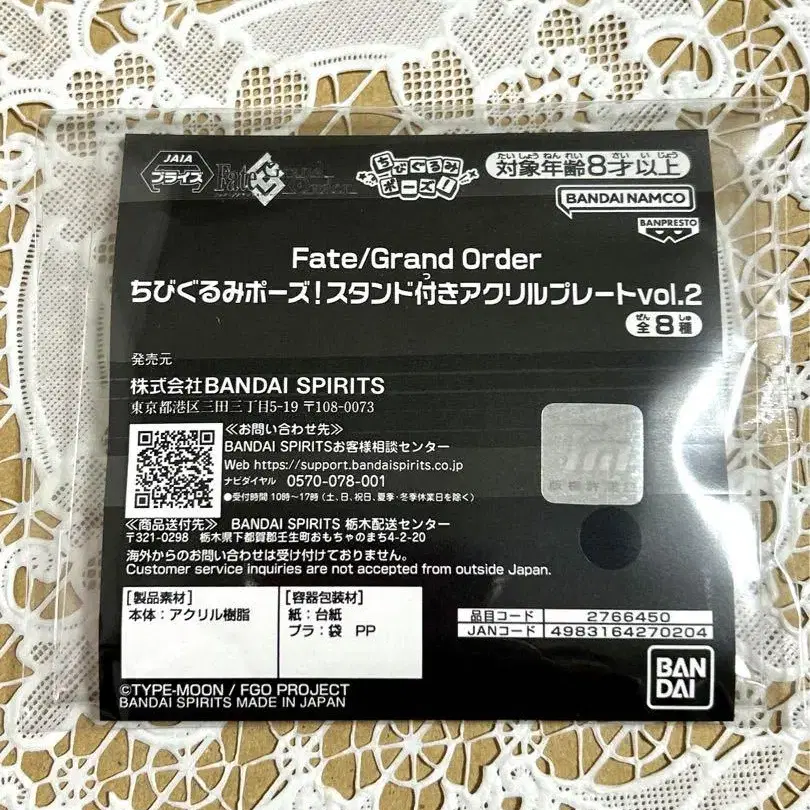 JAIA
プライズ
Fate Grand Order
ちびぐるみ
ポーズ!
たいしょうねんれい さい いじょう
対象年齢8才以上
BANDAI NAMCO
BANPRESTO
Fate/Grand Order
つ
ちびぐるみポーズ!スタンド付きアクリルプレートvol.2
ぜん しゅ
全8種
発売元
株式会社BANDAI SPIRITS
東京都港区三田三丁目5-19 〒108-0073
≪お問い合わせ先≫
BANDAI SPIRITSお客様相談センター
Web https://support.bandaispirits.co.jp
ナビダイヤル 0570-078-001
●受付時間 10時~17時 (土、日、祝日、夏季・冬季休業日を除く)
≪商品送付先≫ BANDAI SPIRITS 栃木配送センター
〒321-0298 栃木県下都賀郡壬生町おもちゃのまち4-2-20
海外からのお問い合わせは受け付けておりません。
Customer service inquiries are not accepted from outside Japan.
[製品素材]
本体:アクリル樹脂
[容器包装材]
紙:台紙
プラ:袋 PP
品目コード 2766450
JANコード 4983164270204
©TYPE-MOON / FGO PROJECT
BANDAI SPIRITS MADE IN JAPAN
BAN
DAI